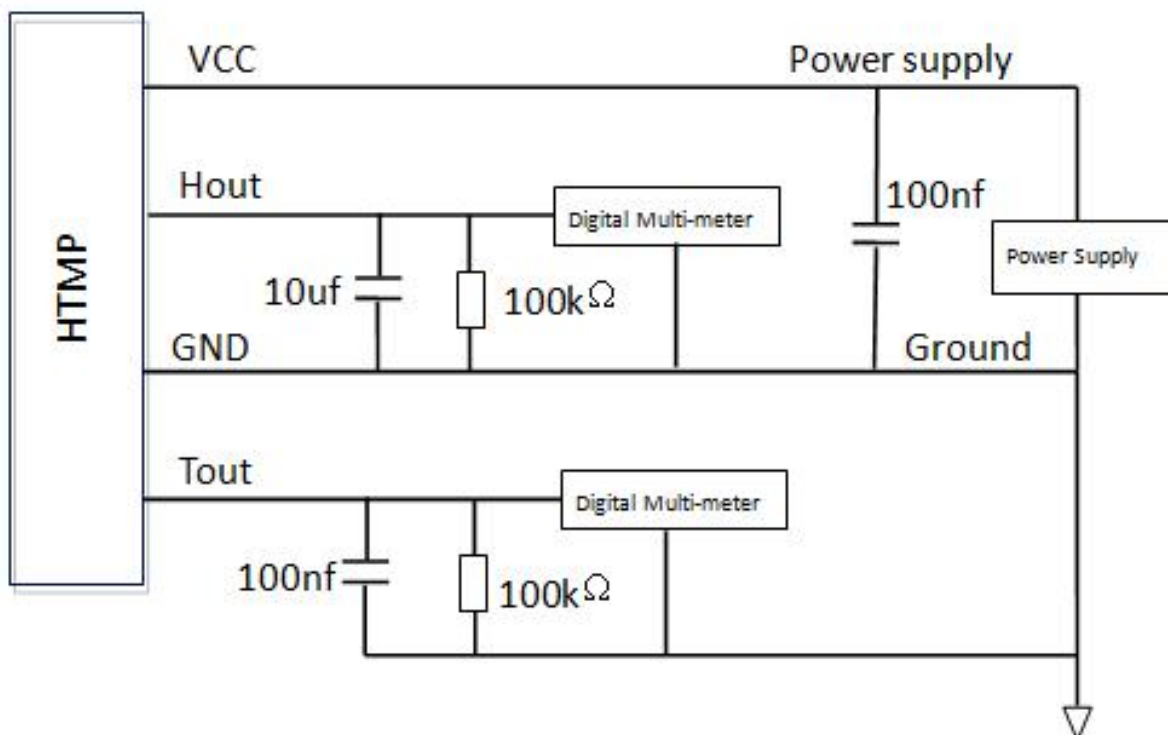 VCC
Power supply
Hout
Digital Multi-meter
100nf
Power Supply
HTMP
10uf
100kΩ
GND
Ground
Tout
Digital Multi-meter
100nf
100kΩ